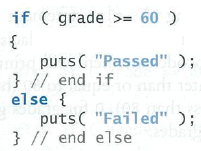 if ( grade >= 60 )
{
    puts( "Passed" );
} // end if
else {
    puts( "Failed" );
} // end else